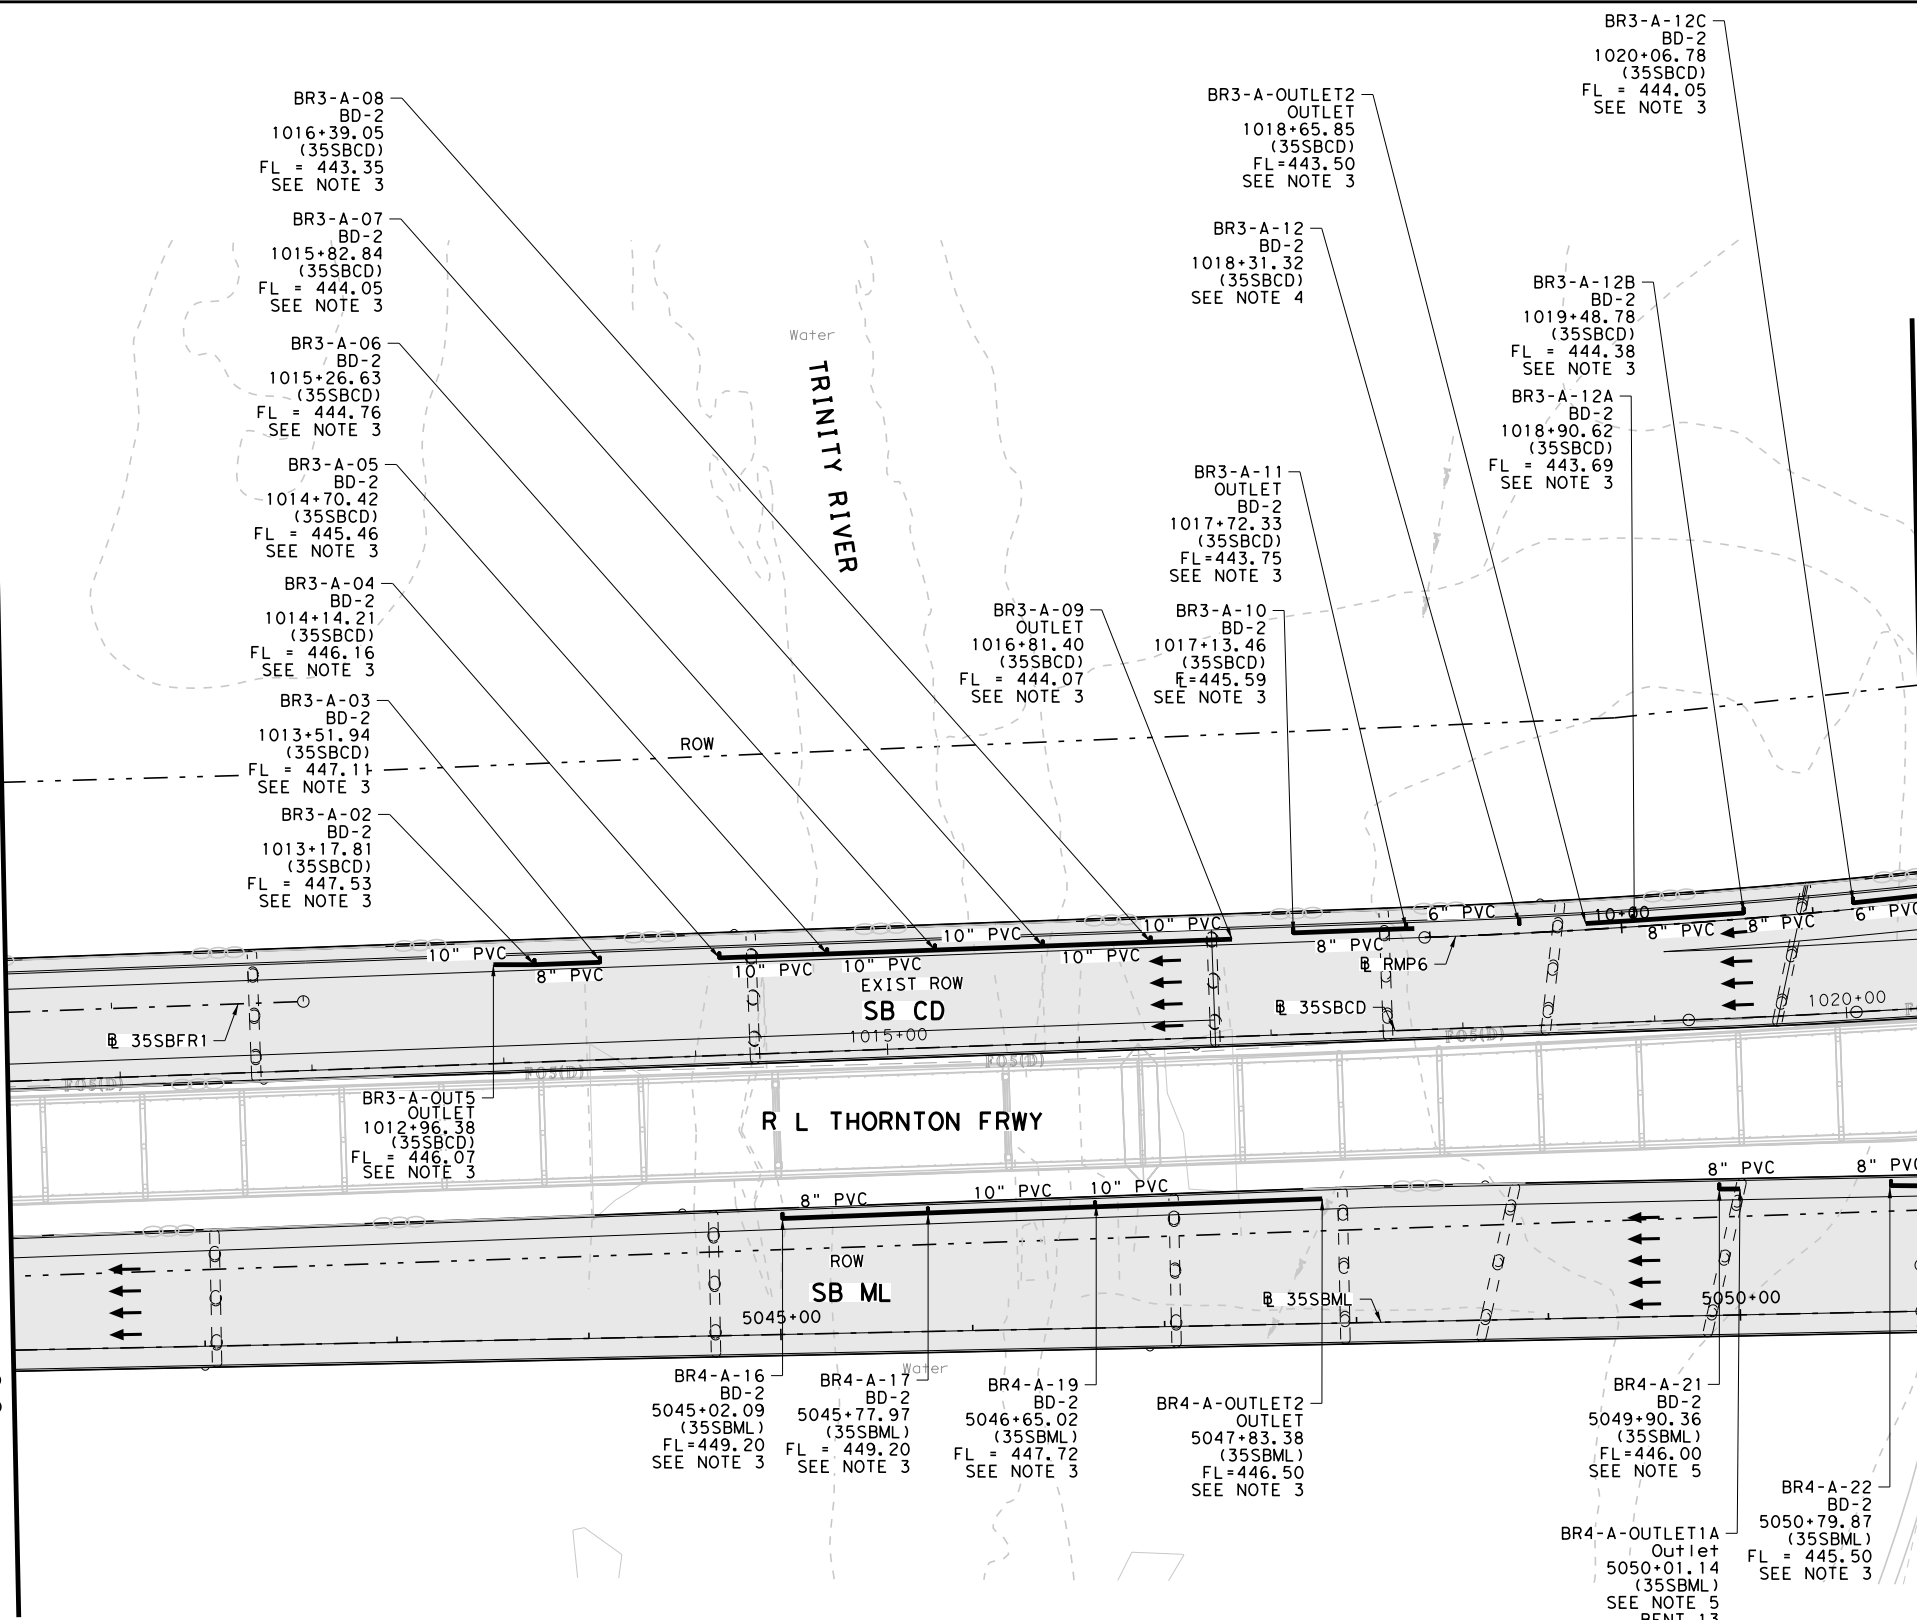 BR3-A-12C
BD-2
1020+06.78
(35SBCD)
FL = 444.05
SEE NOTE 3
BR3-A-08
BD-2
1016+39.05
(35SBCD)
FL = 443.35
SEE NOTE 3
BR3-A-OUTLET2
OUTLET
1018+65.85
(35SBCD)
FL=443.50
SEE NOTE 3
BR3-A-07
BD-2
1015+82.84
(35SBCD)
FL = 444.05
SEE NOTE 3
BR3-A-12
BD-2
1018+31.32
(35SBCD)
SEE NOTE 4
BR3-A-12B
BD-2
1019+48.78
(35SBCD)
FL = 444.38
SEE NOTE 3
Water
TRINITY RIVER
BR3-A-06
BD-2
1015+26.63
(35SBCD)
FL = 444.76
SEE NOTE 3
BR3-A-12A
BD-2
1018+90.62
(35SBCD)
FL = 443.69
SEE NOTE 3
BR3-A-05
BD-2
1014+70.42
(35SBCD)
FL = 445.46
SEE NOTE 3
BR3-A-11
OUTLET
BD-2
1017+72.33
(35SBCD)
FL=443.75
SEE NOTE 3
BR3-A-04
BD-2
1014+14.21
(35SBCD)
FL = 446.16
SEE NOTE 3
BR3-A-09
OUTLET
1016+81.40
(35SBCD)
FL = 444.07
SEE NOTE 3
BR3-A-10
BD-2
1017+13.46
(35SBCD)
FL=445.59
SEE NOTE 3
BR3-A-03
BD-2
1013+51.94
(35SBCD)
FL = 447.11
SEE NOTE 3
ROW
BR3-A-02
BD-2
1013+17.81
(35SBCD)
FL = 447.53
SEE NOTE 3
10" PVC
8" PVC
10" PVC
10" PVC
10" PVC
10" PVC
10" PVC
8" PVC
6" PVC
10+00
8" PVC
8" PVC
6" PVC
BL RMP6
EXIST ROW
SB CD
1015+00
BL 35SBCD
1020+00
BL 35SBFR1
FOS(D)
FOS(D)
FOS(D)
FOS(D)
BR3-A-OUT5
OUTLET
1012+96.38
(35SBCD)
FL = 446.07
SEE NOTE 3
R L THORNTON FRWY
8" PVC
10" PVC
10" PVC
8" PVC
8" PVC
ROW
SB ML
5045+00
BL 35SBML
5050+00
Water
BR4-A-16
BD-2
5045+02.09
(35SBML)
FL=449.20
SEE NOTE 3
BR4-A-17
BD-2
5045+77.97
(35SBML)
FL = 449.20
SEE NOTE 3
BR4-A-19
BD-2
5046+65.02
(35SBML)
FL = 447.72
SEE NOTE 3
BR4-A-OUTLET2
OUTLET
5047+83.38
(35SBML)
FL=446.50
SEE NOTE 3
BR4-A-21
BD-2
5049+90.36
(35SBML)
FL=446.00
SEE NOTE 5
BR4-A-22
BD-2
5050+79.87
(35SBML)
FL = 445.50
SEE NOTE 3
BR4-A-OUTLET1A
Outlet
5050+01.14
(35SBML)
SEE NOTE 5
BENT 13